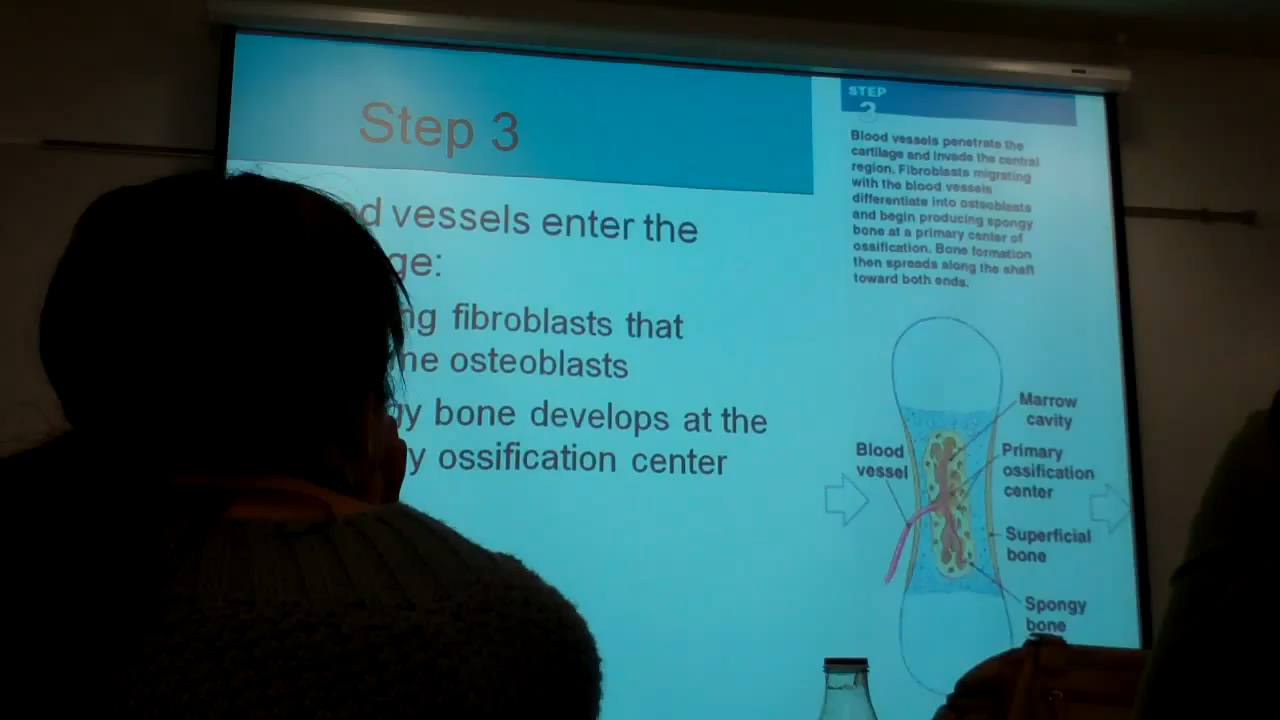 Step 3
vessels enter the
fibroblasts that
osteoblasts
bone develops at the
ossification center
STEP
3
Blood vessels penetrate the
cartilage and invade the central
region. Fibroblasts migrating
with the blood vessels
differentiate into osteoblasts
and begin producing spongy
bone at a primary center of
ossification. Bone formation
then spreads along the shaft
toward both ends.
Marrow
cavity
Blood
vessel
Primary
ossification
center
Superficial
bone
Spongy
bone